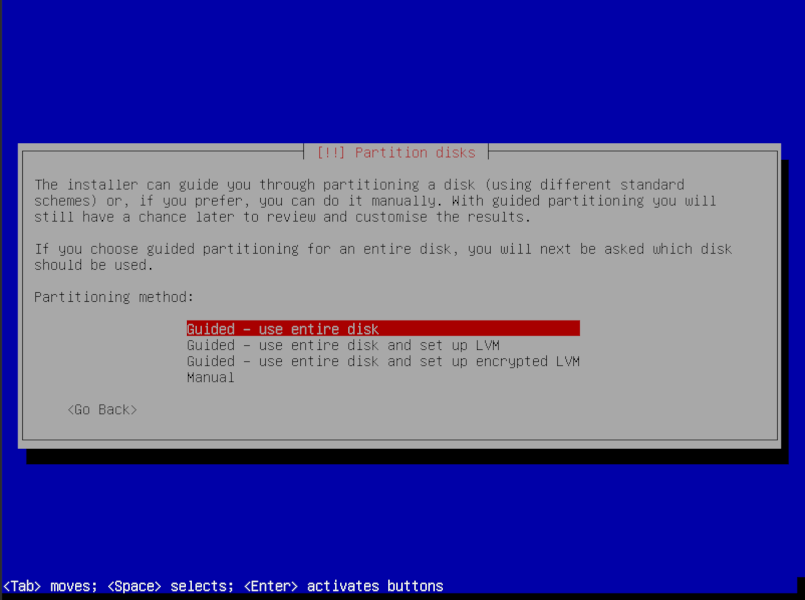 [!!] Partition disks
The installer can guide you through partitioning a disk (using different standard
schemes) or, if you prefer, you can do it manually. With guided partitioning you will
still have a chance later to review and customise the results.
If you choose guided partitioning for an entire disk, you will next be asked which disk
should be used.
Partitioning method:
Guided - use entire disk
Guided - use entire disk and set up LVM
Guided - use entire disk and set up encrypted LVM
Manual
<Go Back>
<Tab> moves; <Space> selects; <Enter> activates buttons